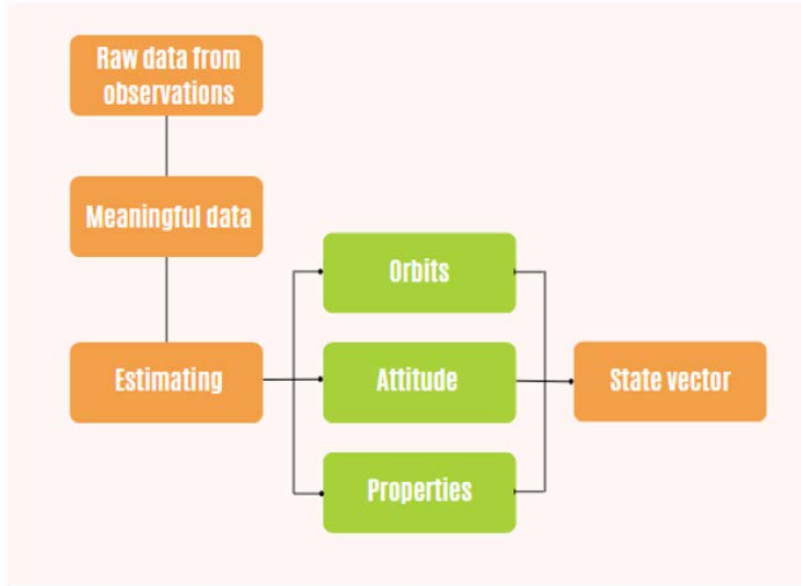 Raw data from
observations
Meaningful data
Estimating
Orbits
Attitude
Properties
State vector